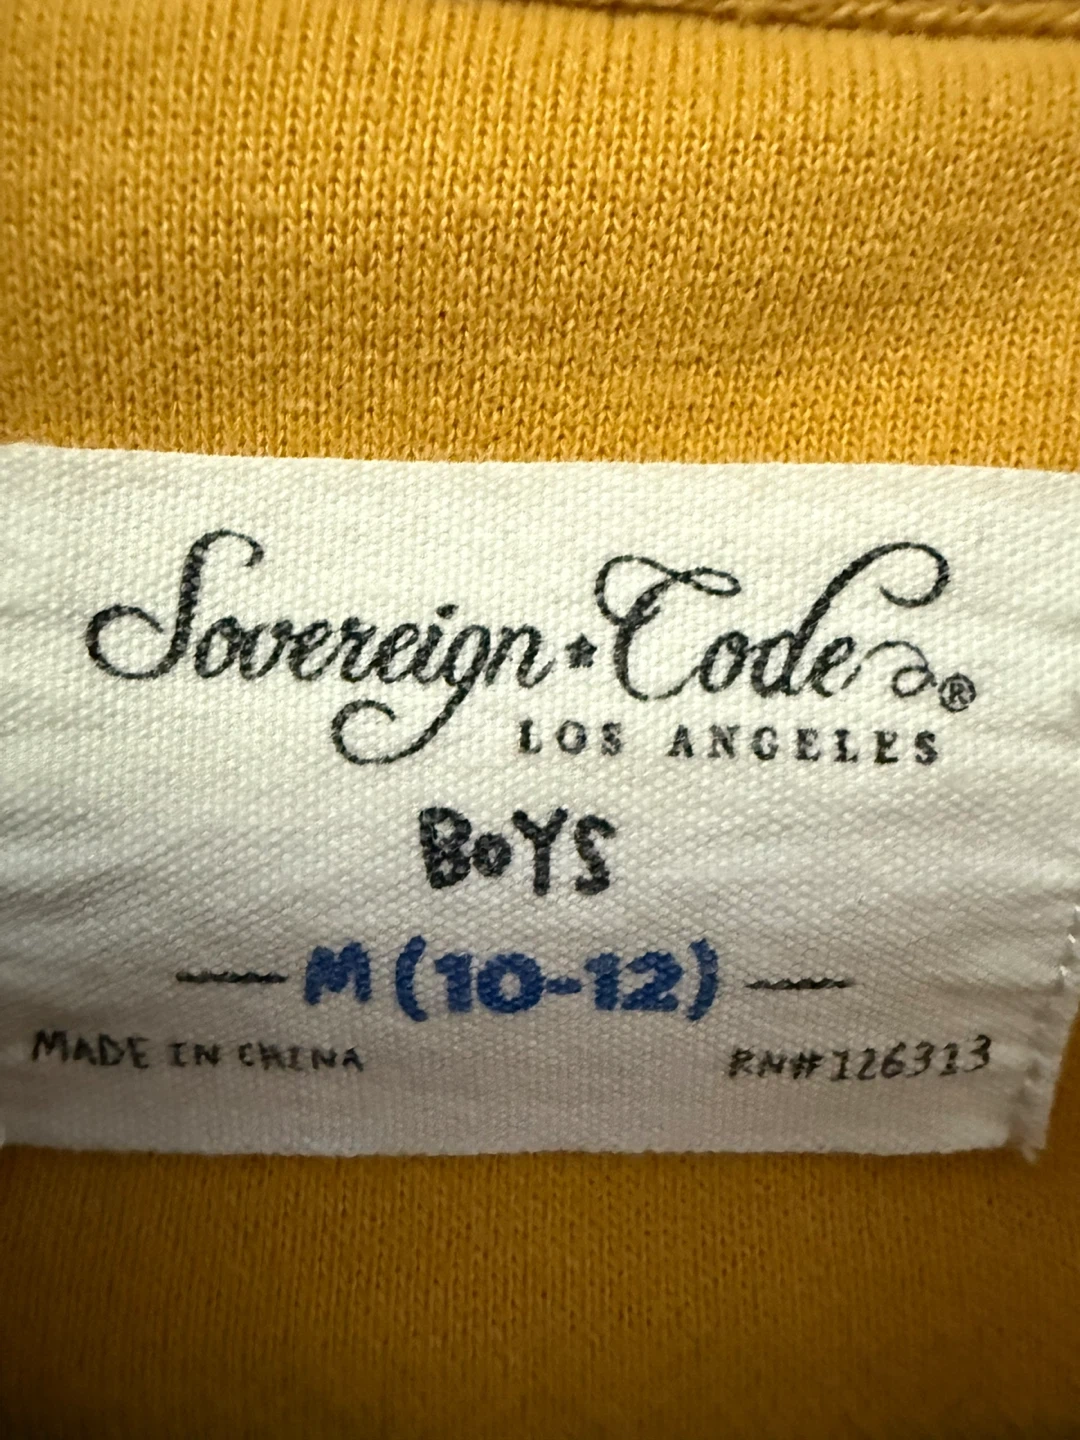 Sovereign★Code®
LOS ANGELES
BoYS
— M (10-12) —
MADE IN CHINA RN#126313